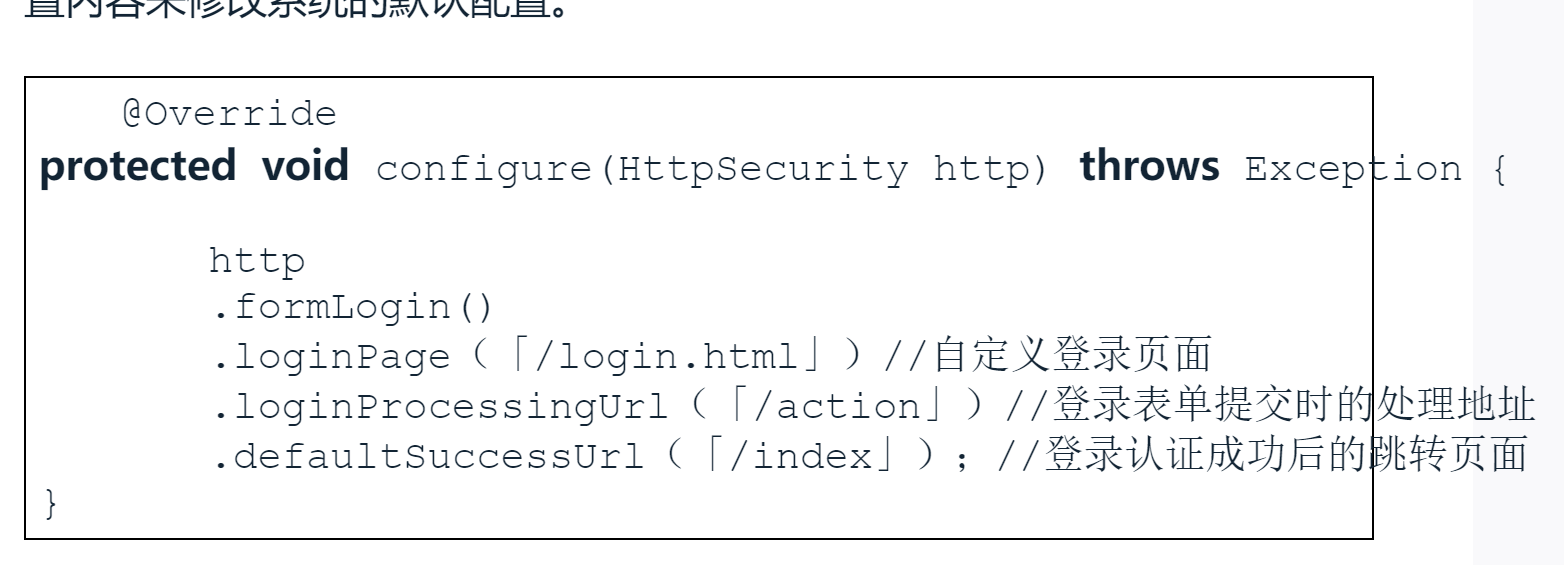 置内容来修改系统的默认配置。
@Override
protected void configure(HttpSecurity http) throws Exception {
http
.formLogin()
.loginPage（「/login.html」）//自定义登录页面
.loginProcessingUrl（「/action」）//登录表单提交时的处理地址
.defaultSuccessUrl（「/index」）；//登录认证成功后的跳转页面
}